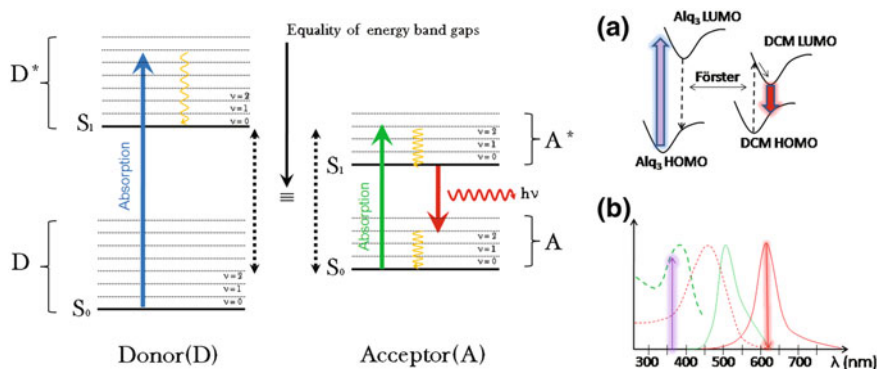 Equality of energy band gaps
D*
S₁
ν=2
ν=1
ν=0
Absorption
D
S₀
ν=2
ν=1
ν=0
Donor(D)
≡
S₁
ν=2
ν=1
ν=0
A*
hν
Absorption
A
S₀
ν=2
ν=1
ν=0
Acceptor(A)
(a)
Alq₃ LUMO
DCM LUMO
Förster
Alq₃ HOMO
DCM HOMO
(b)
300 400 500 600 700 λ (nm)